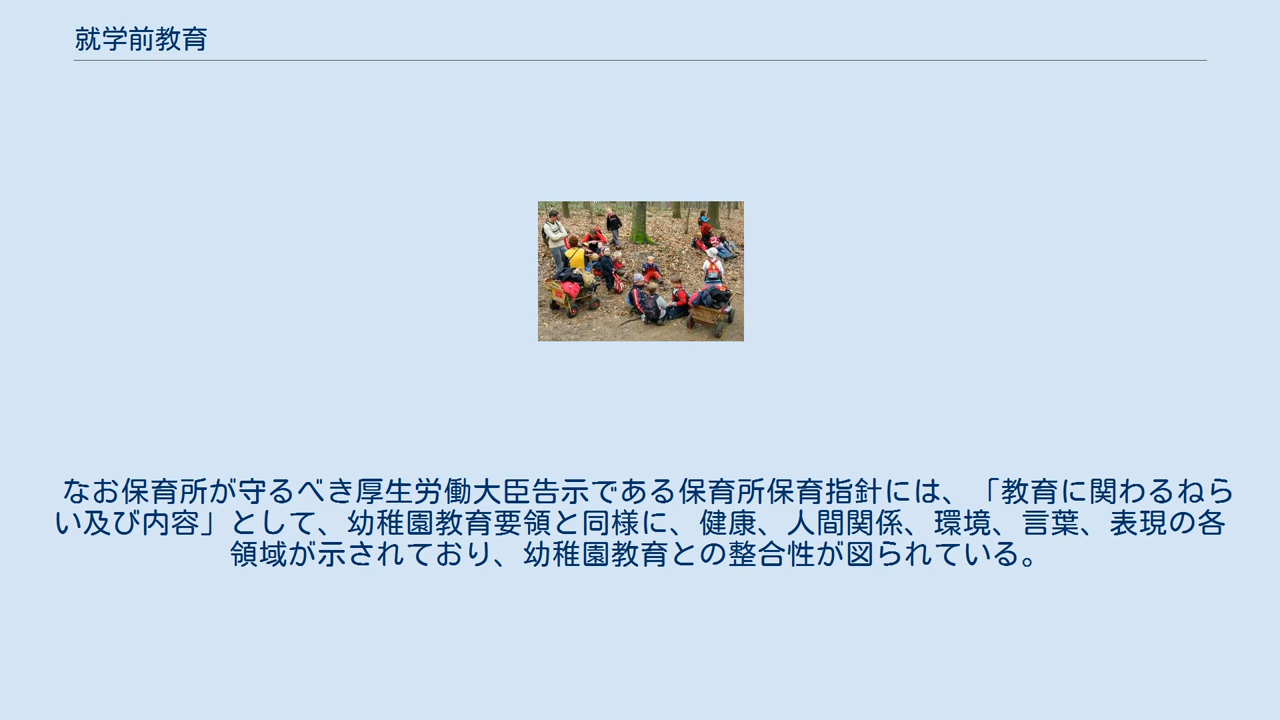 就学前教育
なお保育所が守るべき厚生労働大臣告示である保育所保育指針には、「教育に関わるねら
い及び内容」として、幼稚園教育要領と同様に、健康、人間関係、環境、言葉、表現の各
領域が示されており、幼稚園教育との整合性が図られている。